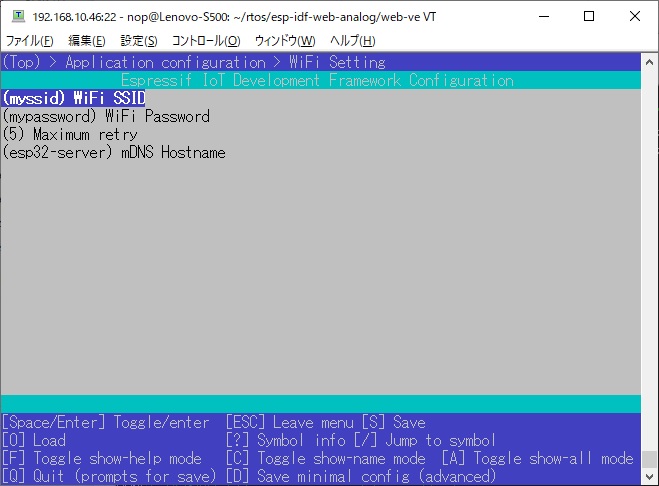 192.168.10.46:22 - nop@Lenovo-S500: ~/rtos/esp-idf-web-analog/web-ve VT
ファイル(F) 編集(E) 設定(S) コントロール(O) ウィンドウ(W) ヘルプ(H)
(Top) > Application configuration > WiFi Setting
Espressif IoT Development Framework Configuration
(myssid) WiFi SSID
(mypassword) WiFi Password
(5) Maximum retry
(esp32-server) mDNS Hostname
[Space/Enter] Toggle/enter [ESC] Leave menu [S] Save
[O] Load [?] Symbol info [/] Jump to symbol
[F] Toggle show-help mode [C] Toggle show-name mode [A] Toggle show-all mode
[Q] Quit (prompts for save) [D] Save minimal config (advanced)